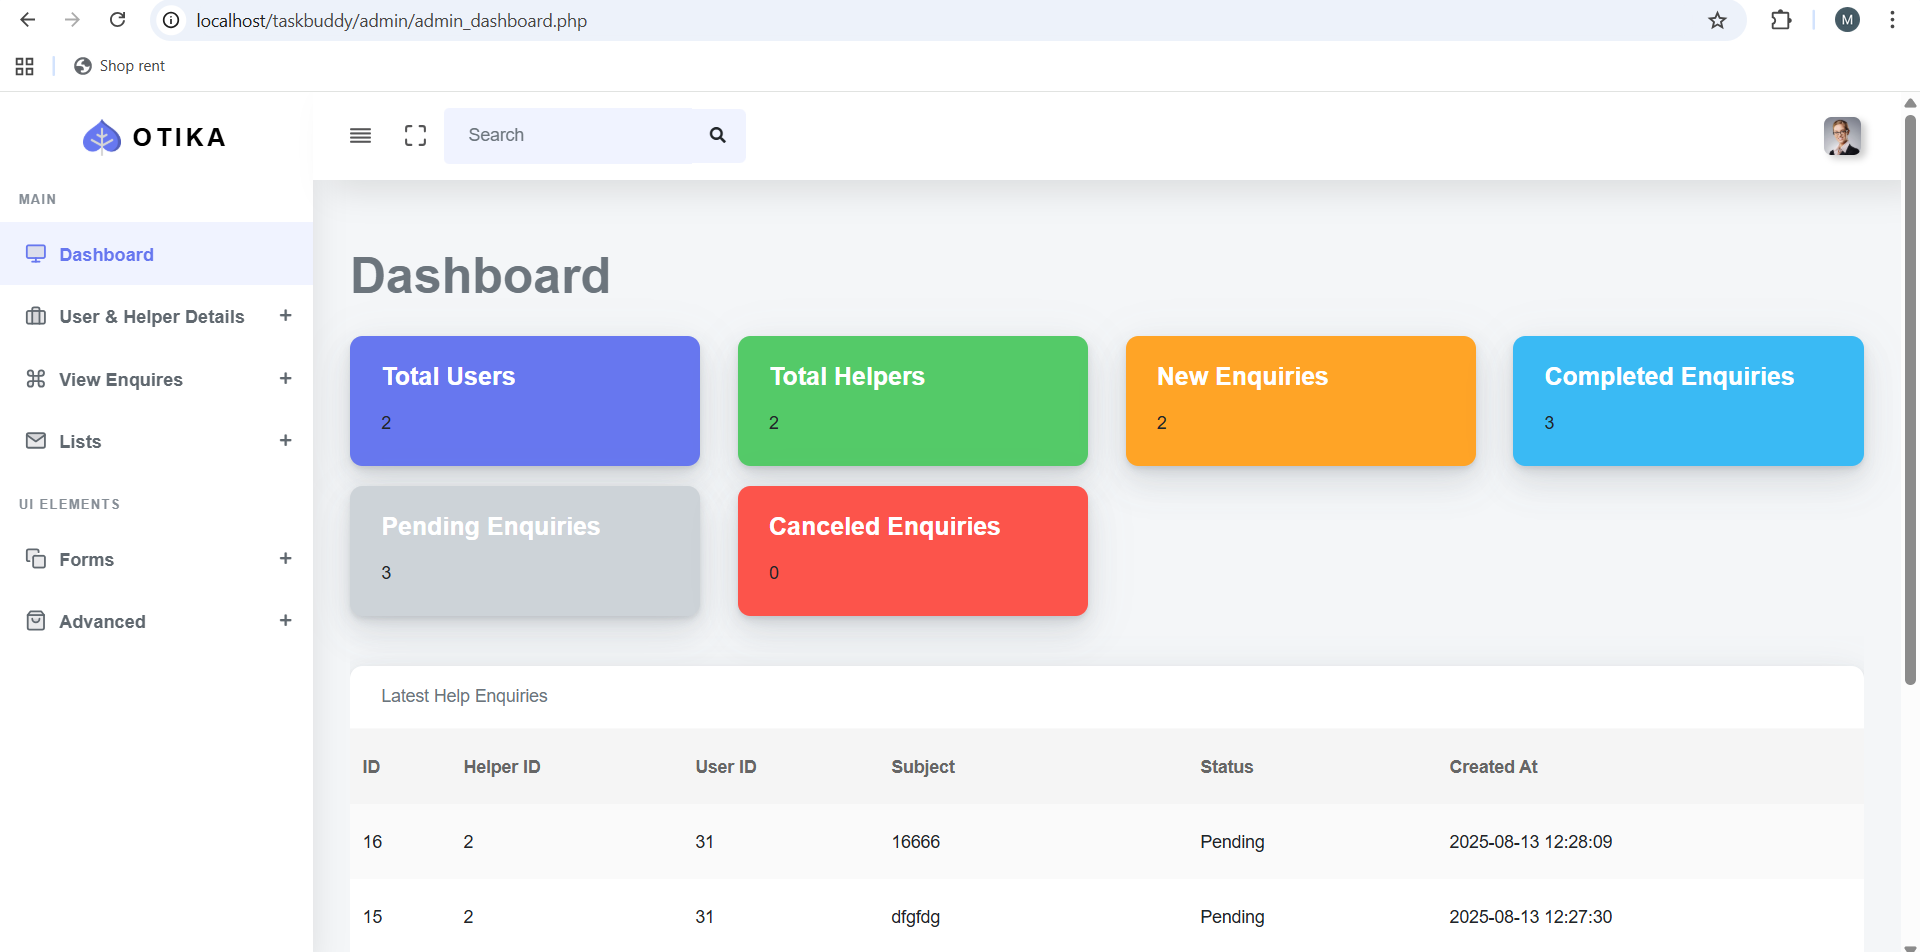 localhost/taskbuddy/admin/admin_dashboard.php
M
Shop rent
OTIKA
Search
MAIN
Dashboard
User & Helper Details +
View Enquires +
Lists +
UI ELEMENTS
Forms +
Advanced +
Dashboard
Total Users
2
Total Helpers
2
New Enquiries
2
Completed Enquiries
3
Pending Enquiries
3
Canceled Enquiries
0
Latest Help Enquiries
ID Helper ID User ID Subject Status Created At
16 2 31 16666 Pending 2025-08-13 12:28:09
15 2 31 dfgfdg Pending 2025-08-13 12:27:30